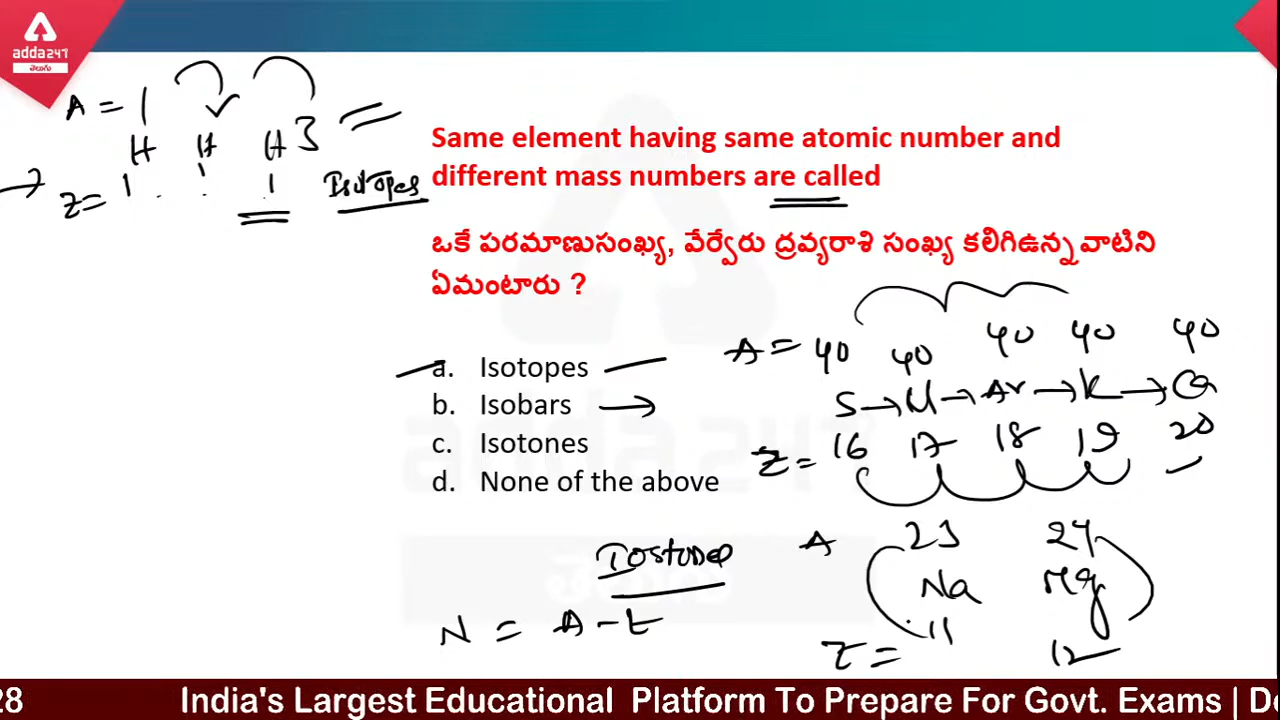 adda247
తెలుగు
A = 1
H H H 3
Z = 1 1 1 Isotopes
Same element having same atomic number and
different mass numbers are called
ఒకే పరమాణుసంఖ్య, వేర్వేరు ద్రవ్యరాశి సంఖ్య కలిగిఉన్న వాటిని
ఏమంటారు ?
A = 40 40 40 40 40
S → Cl → Ar → K → Ca
Z = 16 17 18 19 20
a. Isotopes
b. Isobars →
c. Isotones
d. None of the above
A 23 24
Na Mg
Z = 11 12
N = A - Z
28
India's Largest Educational Platform To Prepare For Govt. Exams | De